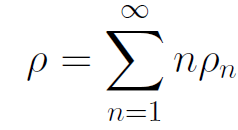 ρ = ∑_{n=1}^{∞} nρ_n